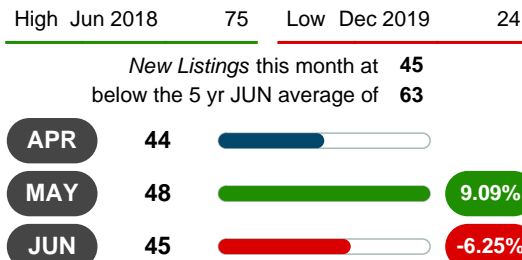 High Jun 2018 75 Low Dec 2019 24
New Listings this month at 45
below the 5 yr JUN average of 63
APR 44
MAY 48 9.09%
JUN 45 -6.25%